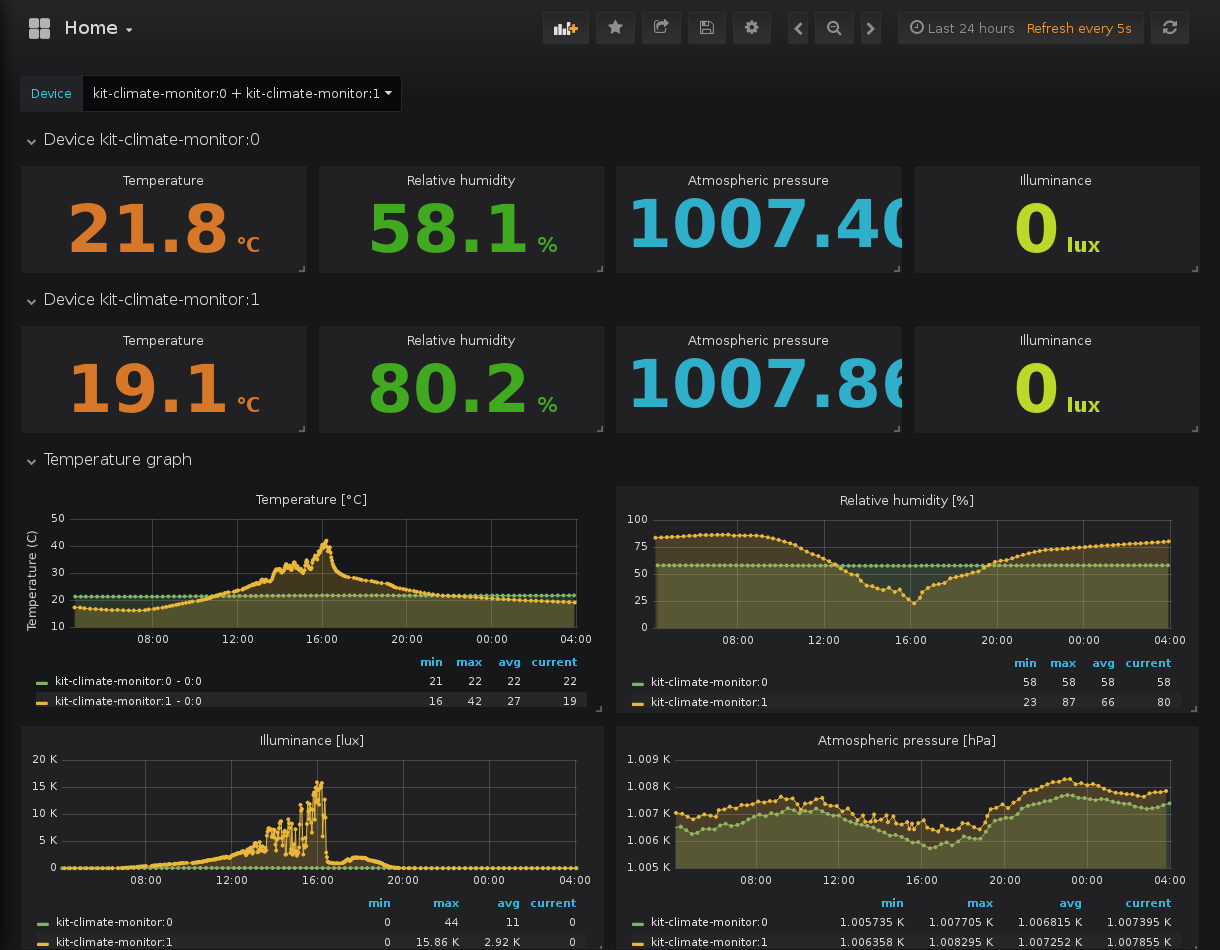 Home
Last 24 hours Refresh every 5s
Device kit-climate-monitor:0 + kit-climate-monitor:1
Device kit-climate-monitor:0
Temperature Relative humidity Atmospheric pressure Illuminance
21.8 °C 58.1 % 1007.40 0 lux
Device kit-climate-monitor:1
Temperature Relative humidity Atmospheric pressure Illuminance
19.1 °C 80.2 % 1007.86 0 lux
Temperature graph
Temperature [°C]
Temperature (C)
50
40
30
20
10
08:00 12:00 16:00 20:00 00:00 04:00
min max avg current
kit-climate-monitor:0 - 0:0 21 22 22 22
kit-climate-monitor:1 - 0:0 16 42 27 19
Relative humidity [%]
100
75
50
25
0
08:00 12:00 16:00 20:00 00:00 04:00
min max avg current
kit-climate-monitor:0 58 58 58 58
kit-climate-monitor:1 23 87 66 80
Illuminance [lux]
20 K
15 K
10 K
5 K
0
08:00 12:00 16:00 20:00 00:00 04:00
min max avg current
kit-climate-monitor:0 0 44 11 0
kit-climate-monitor:1 0 15.86 K 2.92 K 0
Atmospheric pressure [hPa]
1.009 K
1.008 K
1.007 K
1.006 K
1.005 K
08:00 12:00 16:00 20:00 00:00 04:00
min max avg current
kit-climate-monitor:0 1.005735 K 1.007705 K 1.006815 K 1.007395 K
kit-climate-monitor:1 1.006358 K 1.008295 K 1.007252 K 1.007855 K